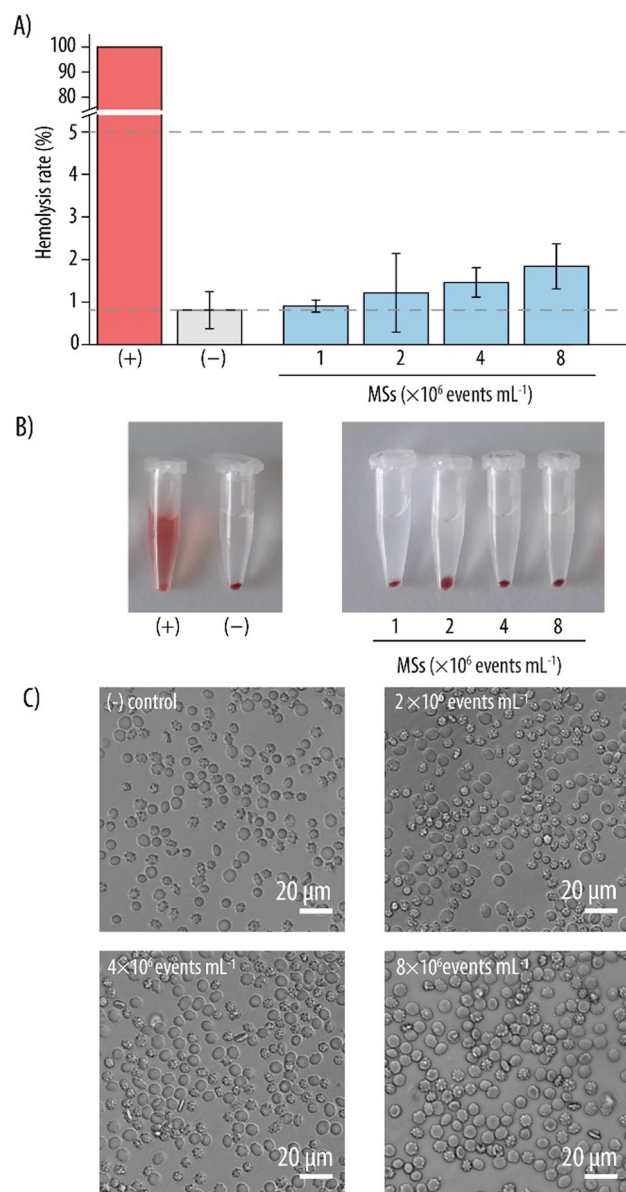 A)
100
90
80
5
4
3
2
1
0
Hemolysis rate (%)
(+) (−) 1 2 4 8
MSs (×10⁶ events mL⁻¹)
B)
(+) (−) 1 2 4 8
MSs (×10⁶ events mL⁻¹)
C)
(-) control
20 µm
2×10⁶ events mL⁻¹
20 µm
4×10⁶ events mL⁻¹
20 µm
8×10⁶events mL⁻¹
20 µm